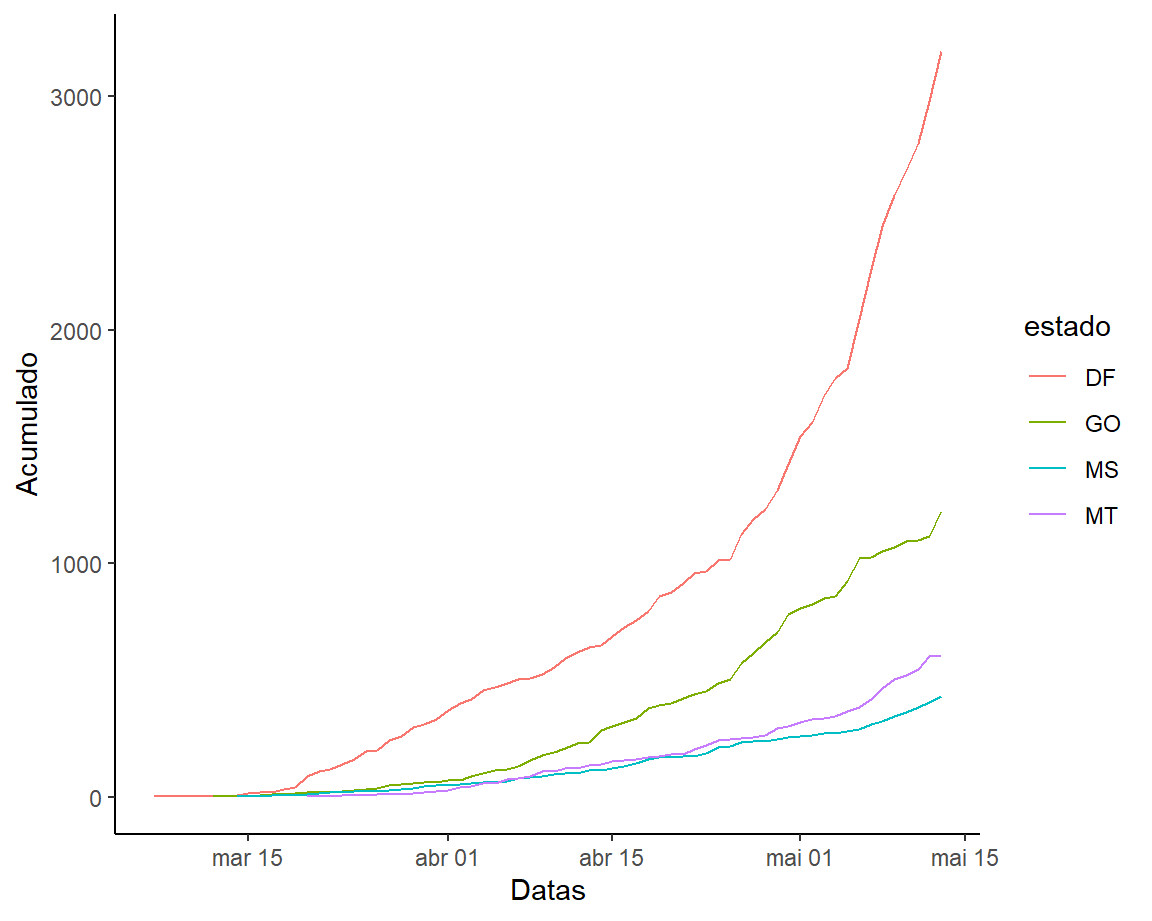 3000
2000
1000
0
Acumulado
mar 15
abr 01
abr 15
mai 01
mai 15
Datas
estado
DF
GO
MS
MT